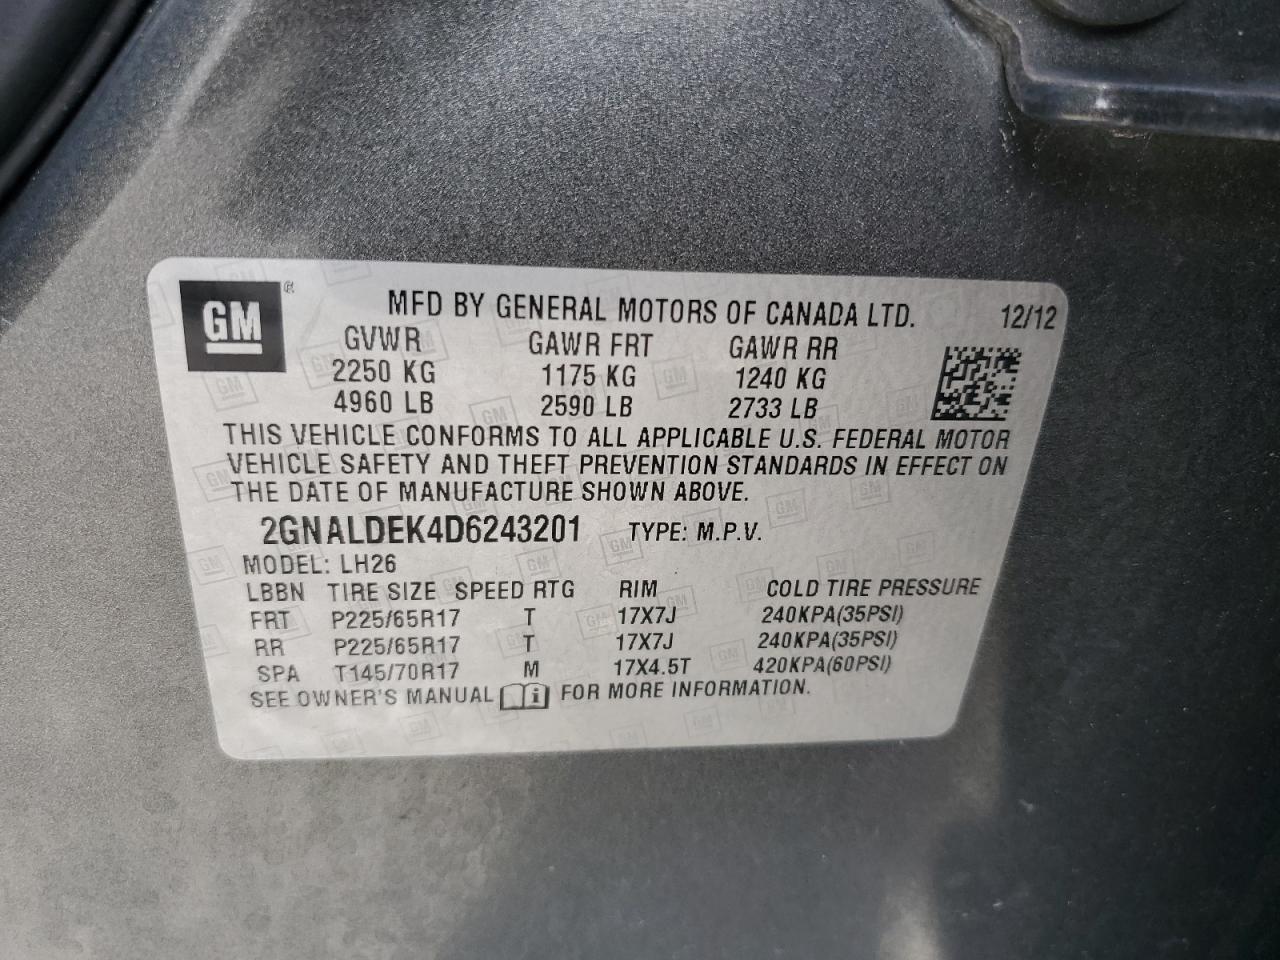 GM ® MFD BY GENERAL MOTORS OF CANADA LTD. 12/12
GVWR GAWR FRT GAWR RR
2250 KG 1175 KG 1240 KG
4960 LB 2590 LB 2733 LB
THIS VEHICLE CONFORMS TO ALL APPLICABLE U.S. FEDERAL MOTOR
VEHICLE SAFETY AND THEFT PREVENTION STANDARDS IN EFFECT ON
THE DATE OF MANUFACTURE SHOWN ABOVE.
2GNALDEK4D6243201 TYPE: M.P.V.
MODEL: LH26
LBBN TIRE SIZE SPEED RTG RIM COLD TIRE PRESSURE
FRT P225/65R17 T 17X7J 240KPA(35PSI)
RR P225/65R17 T 17X7J 240KPA(35PSI)
SPA T145/70R17 M 17X4.5T 420KPA(60PSI)
SEE OWNER'S MANUAL i FOR MORE INFORMATION.